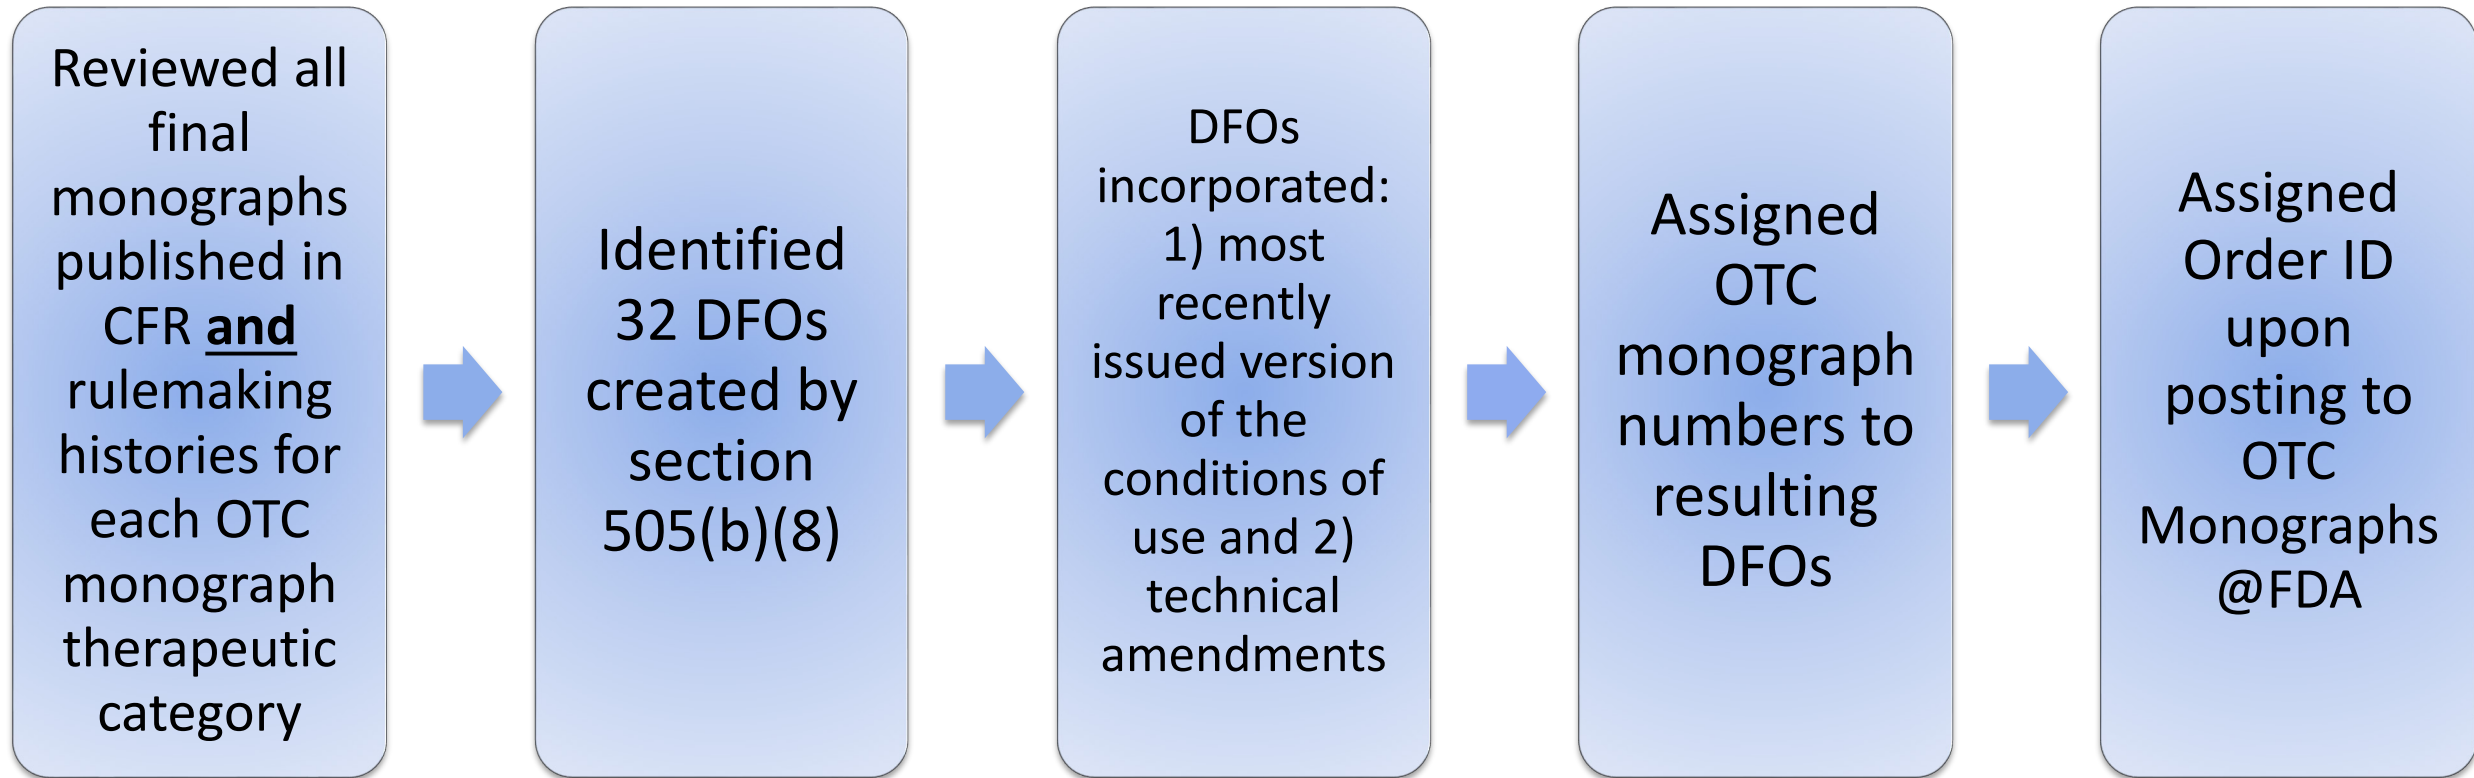 Reviewed all
final
monographs
published in
CFR and
rulemaking
histories for
each OTC
monograph
therapeutic
category
Identified
32 DFOs
created by
section
505(b)(8)
DFOs
incorporated:
1) most
recently
issued version
of the
conditions of
use and 2)
technical
amendments
Assigned
OTC
monograph
numbers to
resulting
DFOs
Assigned
Order ID
upon
posting to
OTC
Monographs
@FDA